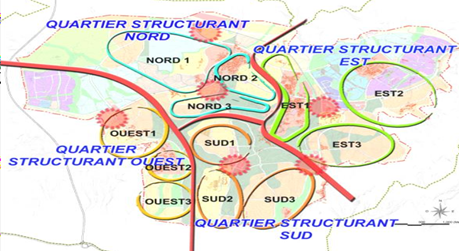 QUARTIER STRUCTURANT
NORD
QUARTIER STRUCTURANT
EST
NORD 1
NORD 2
NORD 3
EST1
EST2
EST3
OUEST1
QUARTIER
STRUCTURANT OUEST
OUEST2
OUEST3
SUD1
SUD2
SUD3
QUARTIER STRUCTURANT
SUD